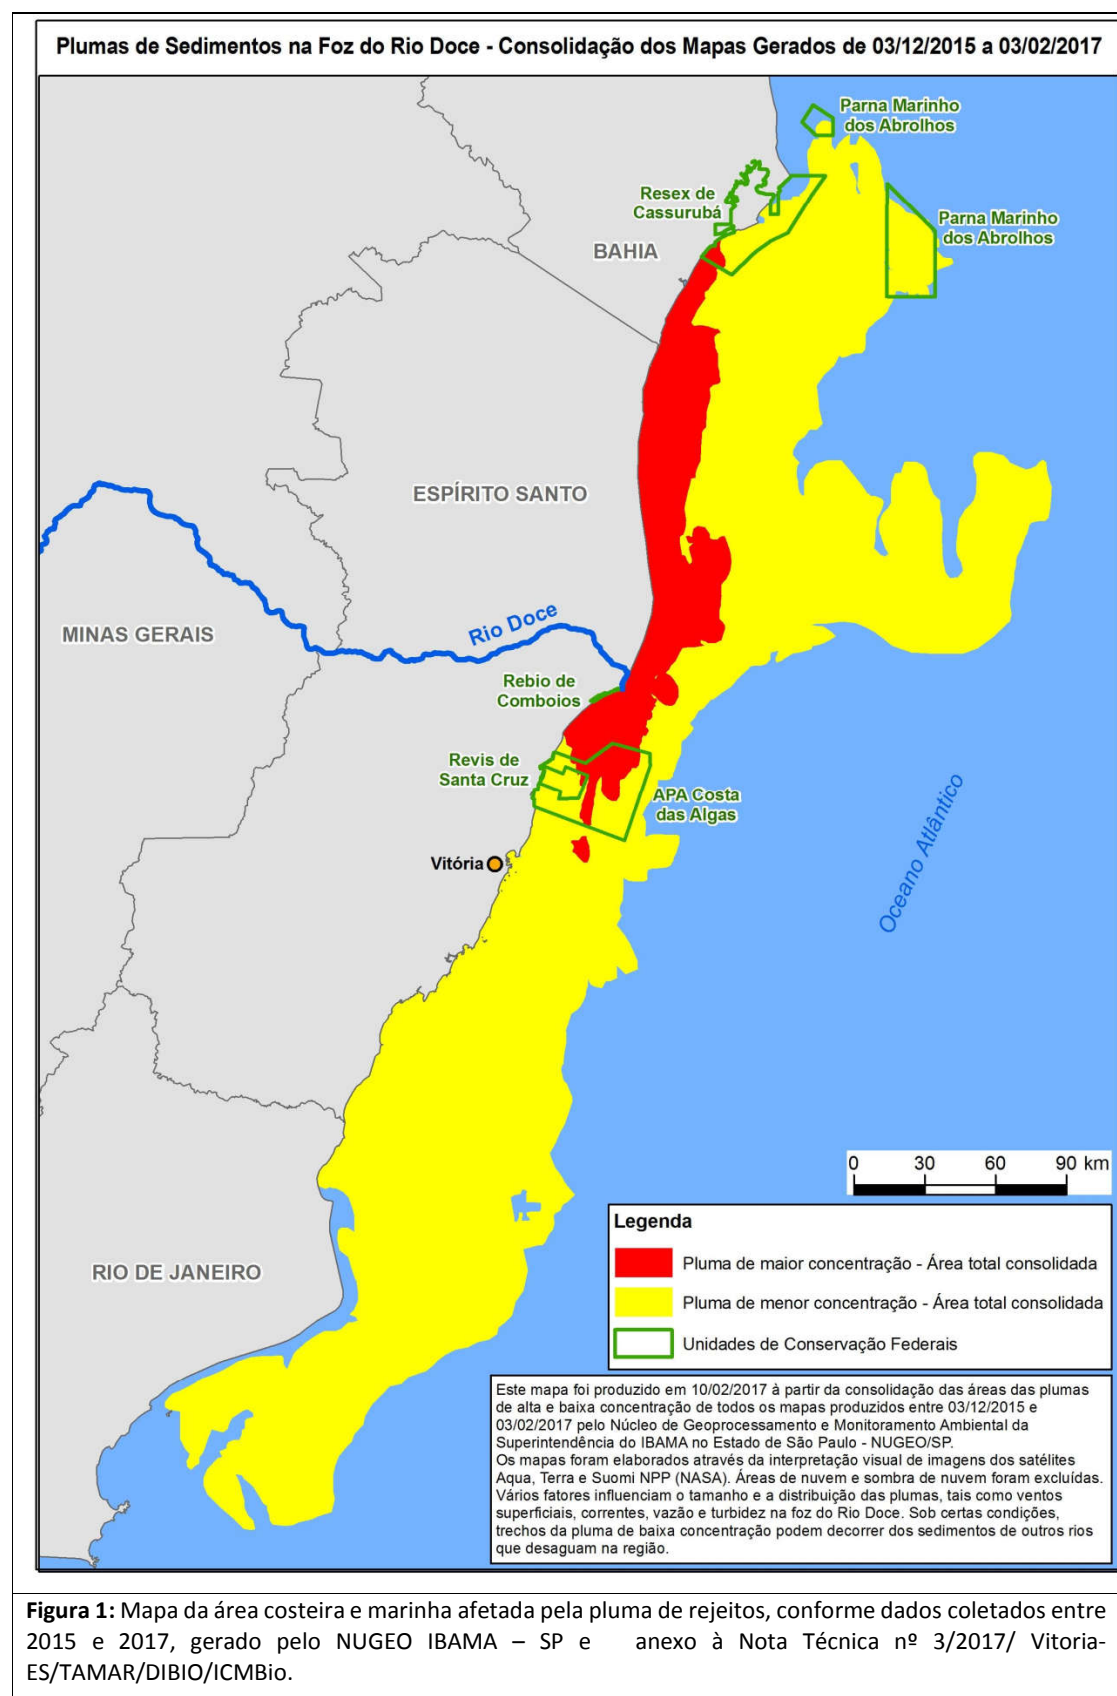 Plumas de Sedimentos na Foz do Rio Doce - Consolidação dos Mapas Gerados de 03/12/2015 a 03/02/2017
Parna Marinho
dos Abrolhos
Resex de
Cassurubá
Parna Marinho
dos Abrolhos
BAHIA
ESPÍRITO SANTO
MINAS GERAIS
Rio Doce
Rebio de
Comboios
Revis de
Santa Cruz
APA Costa
das Algas
Vitória
Oceano Atlântico
0 30 60 90 km
RIO DE JANEIRO
Legenda
Pluma de maior concentração - Área total consolidada
Pluma de menor concentração - Área total consolidada
Unidades de Conservação Federais
Este mapa foi produzido em 10/02/2017 à partir da consolidação das áreas das plumas
de alta e baixa concentração de todos os mapas produzidos entre 03/12/2015 e
03/02/2017 pelo Núcleo de Geoprocessamento e Monitoramento Ambiental da
Superintendência do IBAMA no Estado de São Paulo - NUGEO/SP.
Os mapas foram elaborados através da interpretação visual de imagens dos satélites
Aqua, Terra e Suomi NPP (NASA). Áreas de nuvem e sombra de nuvem foram excluídas.
Vários fatores influenciam o tamanho e a distribuição das plumas, tais como ventos
superficiais, correntes, vazão e turbidez na foz do Rio Doce. Sob certas condições,
trechos da pluma de baixa concentração podem decorrer dos sedimentos de outros rios
que desaguam na região.
Figura 1: Mapa da área costeira e marinha afetada pela pluma de rejeitos, conforme dados coletados entre
2015 e 2017, gerado pelo NUGEO IBAMA – SP e anexo à Nota Técnica nº 3/2017/ Vitoria-
ES/TAMAR/DIBIO/ICMBio.